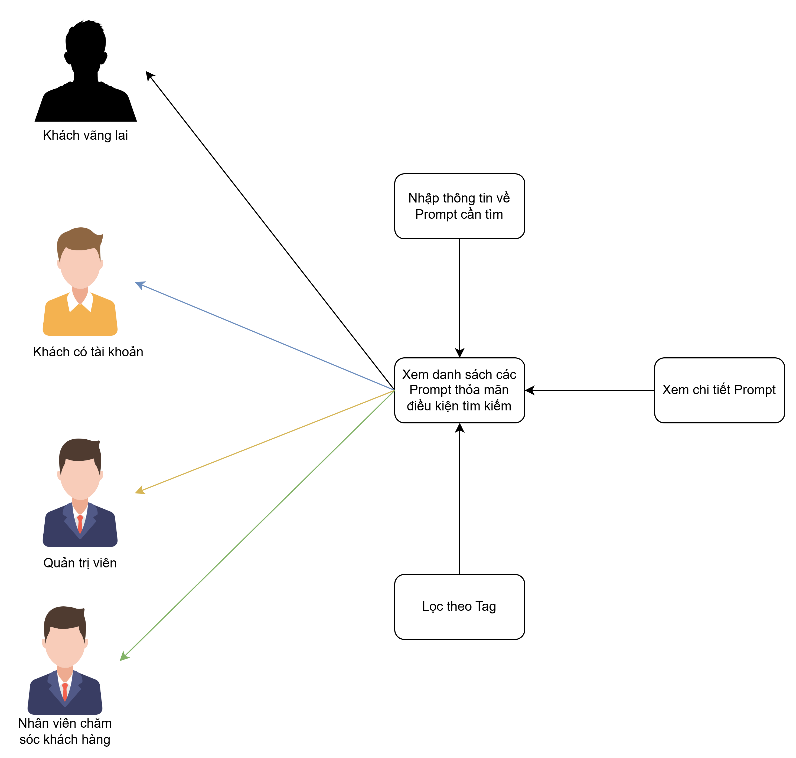 Khách vãng lai
Nhập thông tin về
Prompt cần tìm
Khách có tài khoản
Xem danh sách các
Prompt thóa mãn
điều kiện tìm kiếm
Xem chi tiết Prompt
Quản trị viên
Lọc theo Tag
Nhân viên chăm
sóc khách hàng